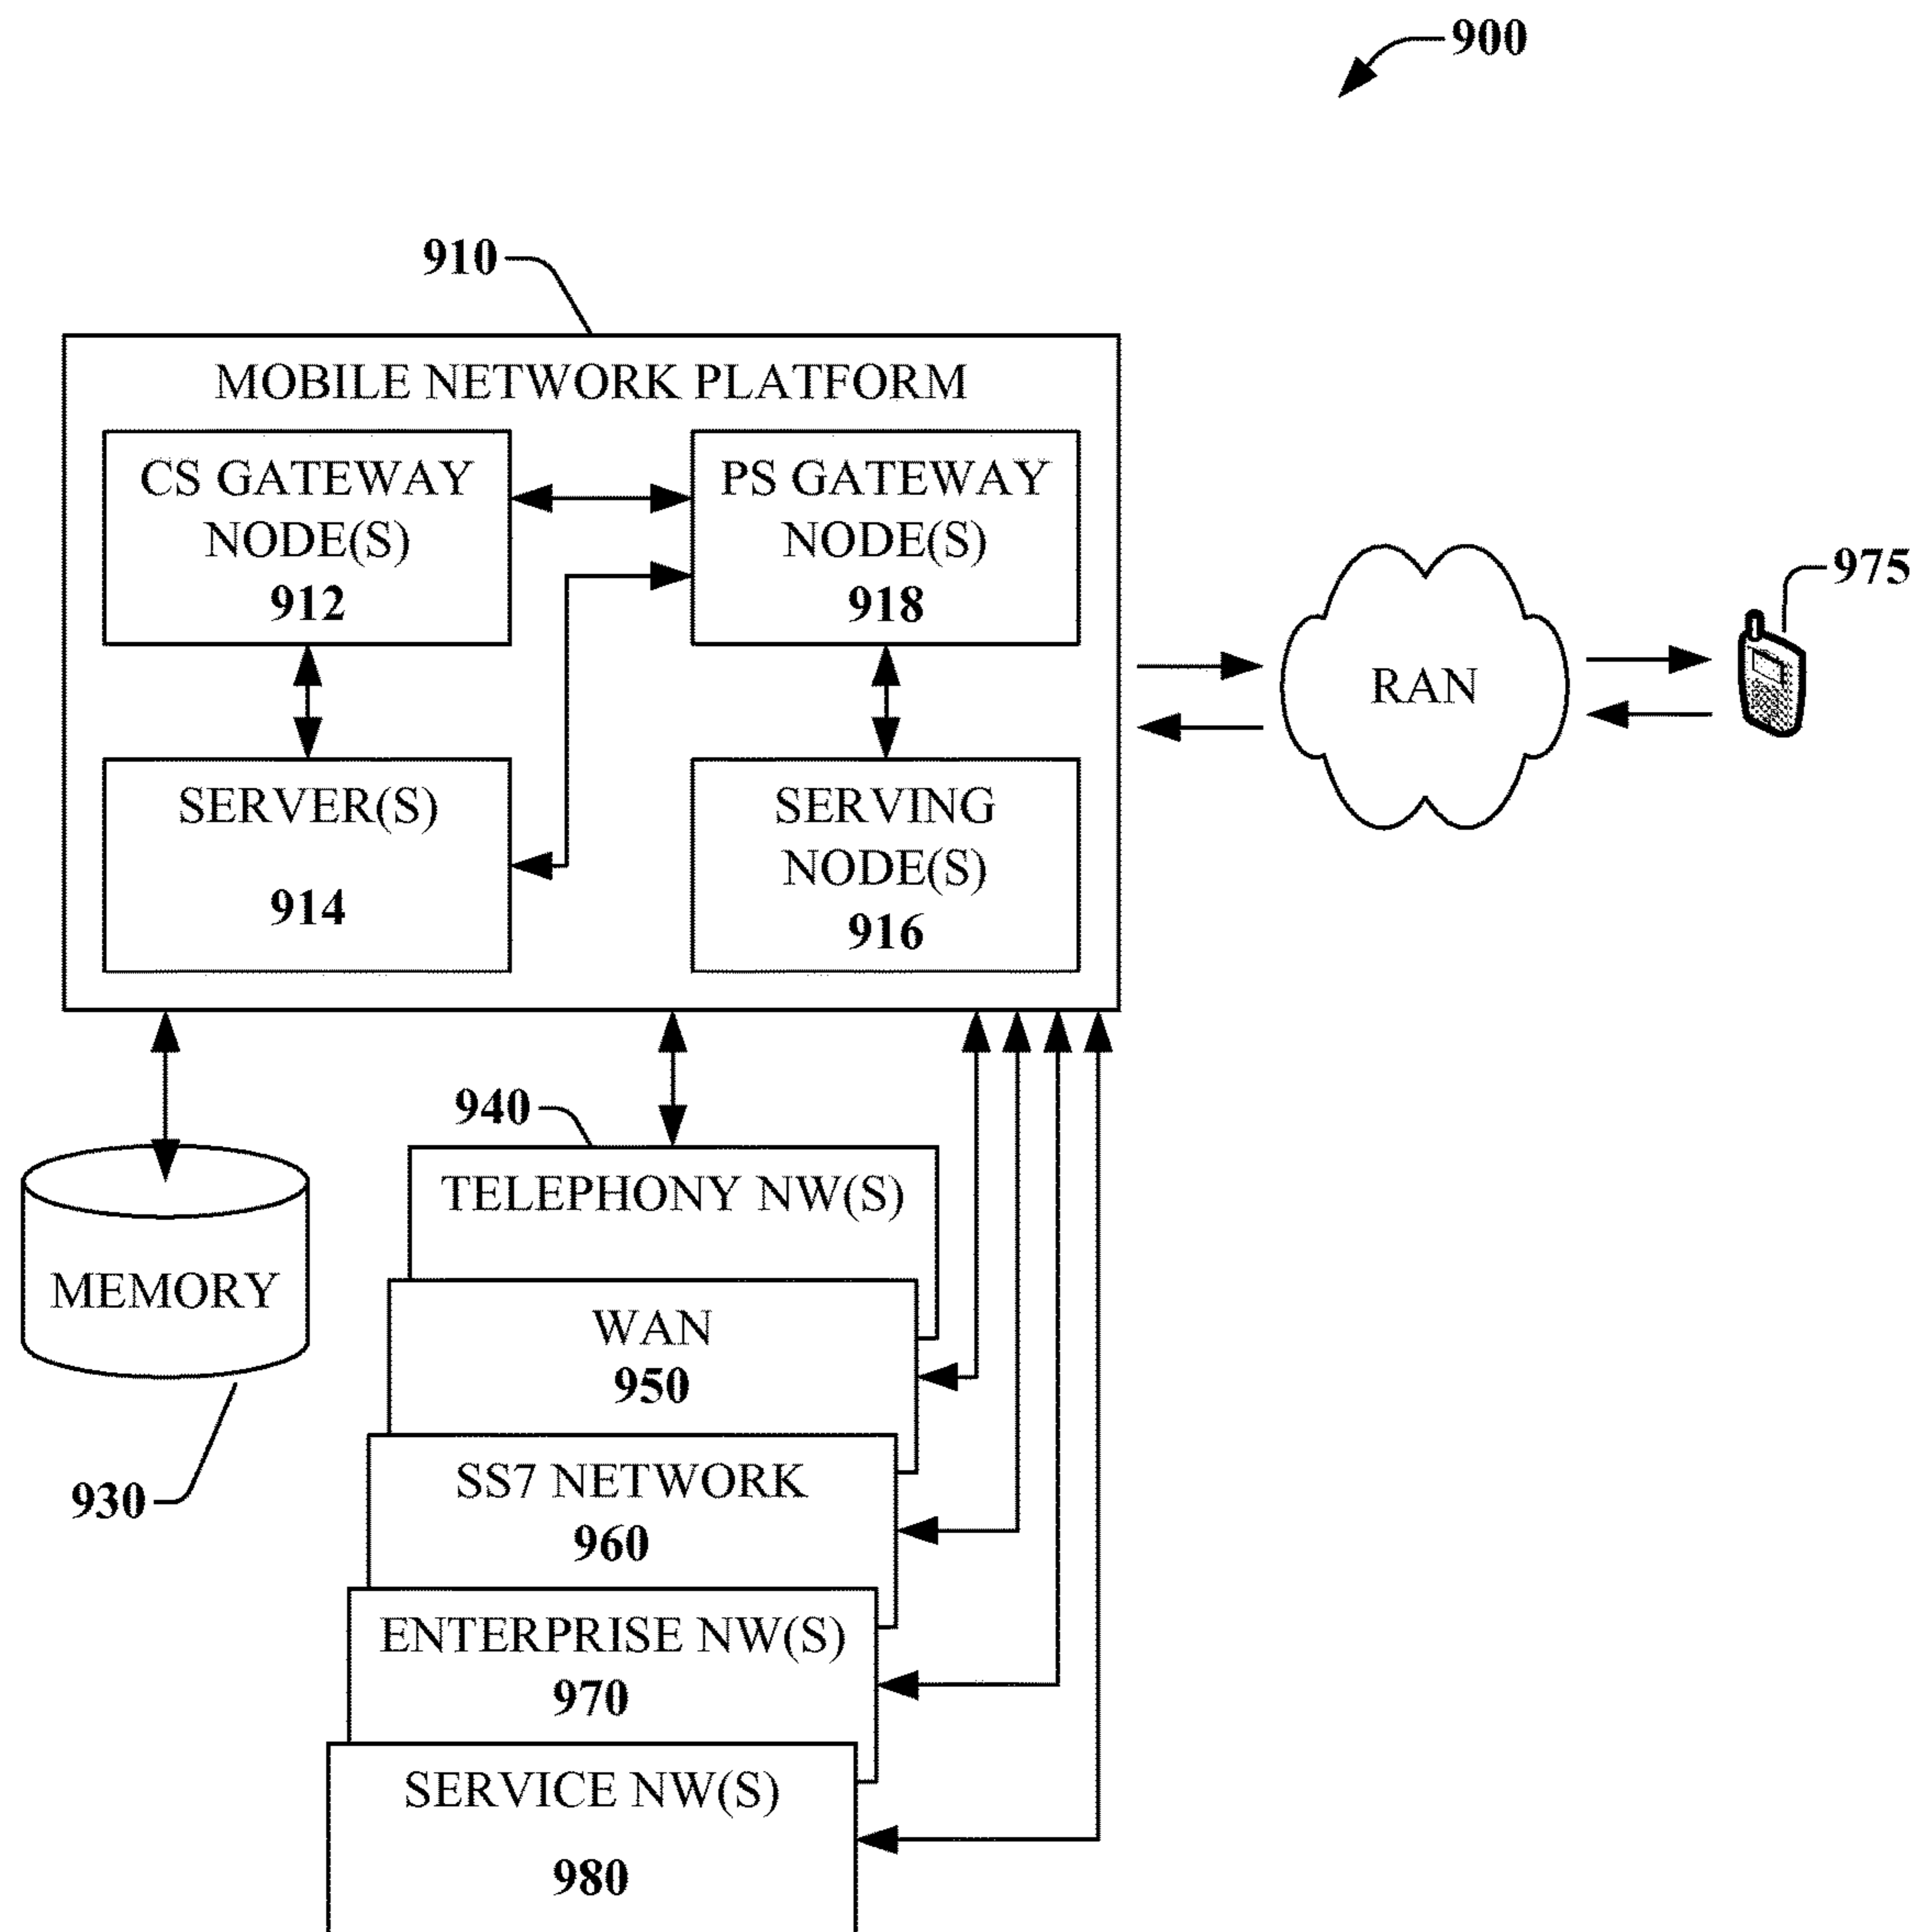 900
910
MOBILE NETWORK PLATFORM
CS GATEWAY
NODE(S)
912
PS GATEWAY
NODE(S)
918
SERVER(S)
914
SERVING
NODE(S)
916
RAN
975
MEMORY
930
940
TELEPHONY NW(S)
WAN
950
SS7 NETWORK
960
ENTERPRISE NW(S)
970
SERVICE NW(S)
980